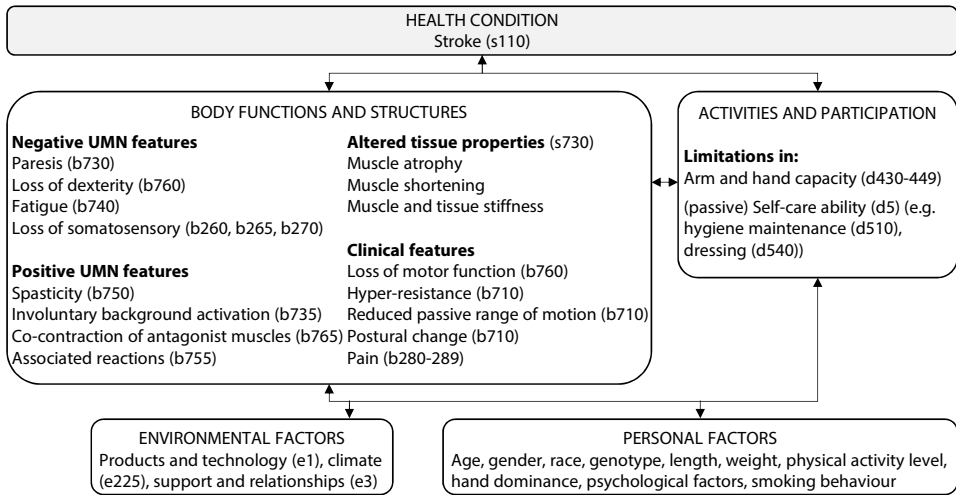 HEALTH CONDITION
Stroke (s110)
BODY FUNCTIONS AND STRUCTURES
Negative UMN features
Paresis (b730)
Loss of dexterity (b760)
Fatigue (b740)
Loss of somatosensory (b260, b265, b270)
Positive UMN features
Spasticity (b750)
Involuntary background activation (b735)
Co-contraction of antagonist muscles (b765)
Associated reactions (b755)
Altered tissue properties (s730)
Muscle atrophy
Muscle shortening
Muscle and tissue stiffness
Clinical features
Loss of motor function (b760)
Hyper-resistance (b710)
Reduced passive range of motion (b710)
Postural change (b710)
Pain (b280-289)
ACTIVITIES AND PARTICIPATION
Limitations in:
Arm and hand capacity (d430-449)
(passive) Self-care ability (d5) (e.g.
hygiene maintenance (d510),
dressing (d540))
ENVIRONMENTAL FACTORS
Products and technology (e1), climate
(e225), support and relationships (e3)
PERSONAL FACTORS
Age, gender, race, genotype, length, weight, physical activity level,
hand dominance, psychological factors, smoking behaviour